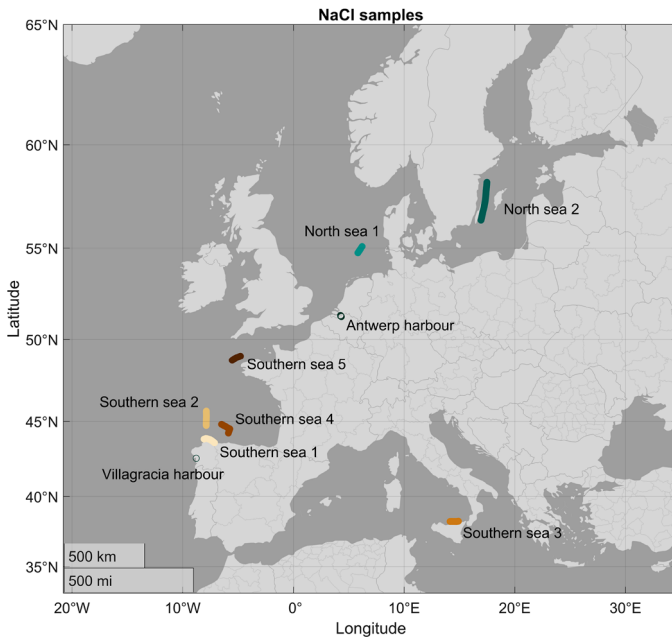 NaCl samples
65°N
60°N
North sea 2
North sea 1
55°N
Antwerp harbour
50°N
Southern sea 5
Southern sea 2
Southern sea 4
45°N
Southern sea 1
Villagracia harbour
40°N
Southern sea 3
500 km
35°N
500 mi
20°W
10°W
0°
10°E
20°E
30°E
Longitude
Latitude